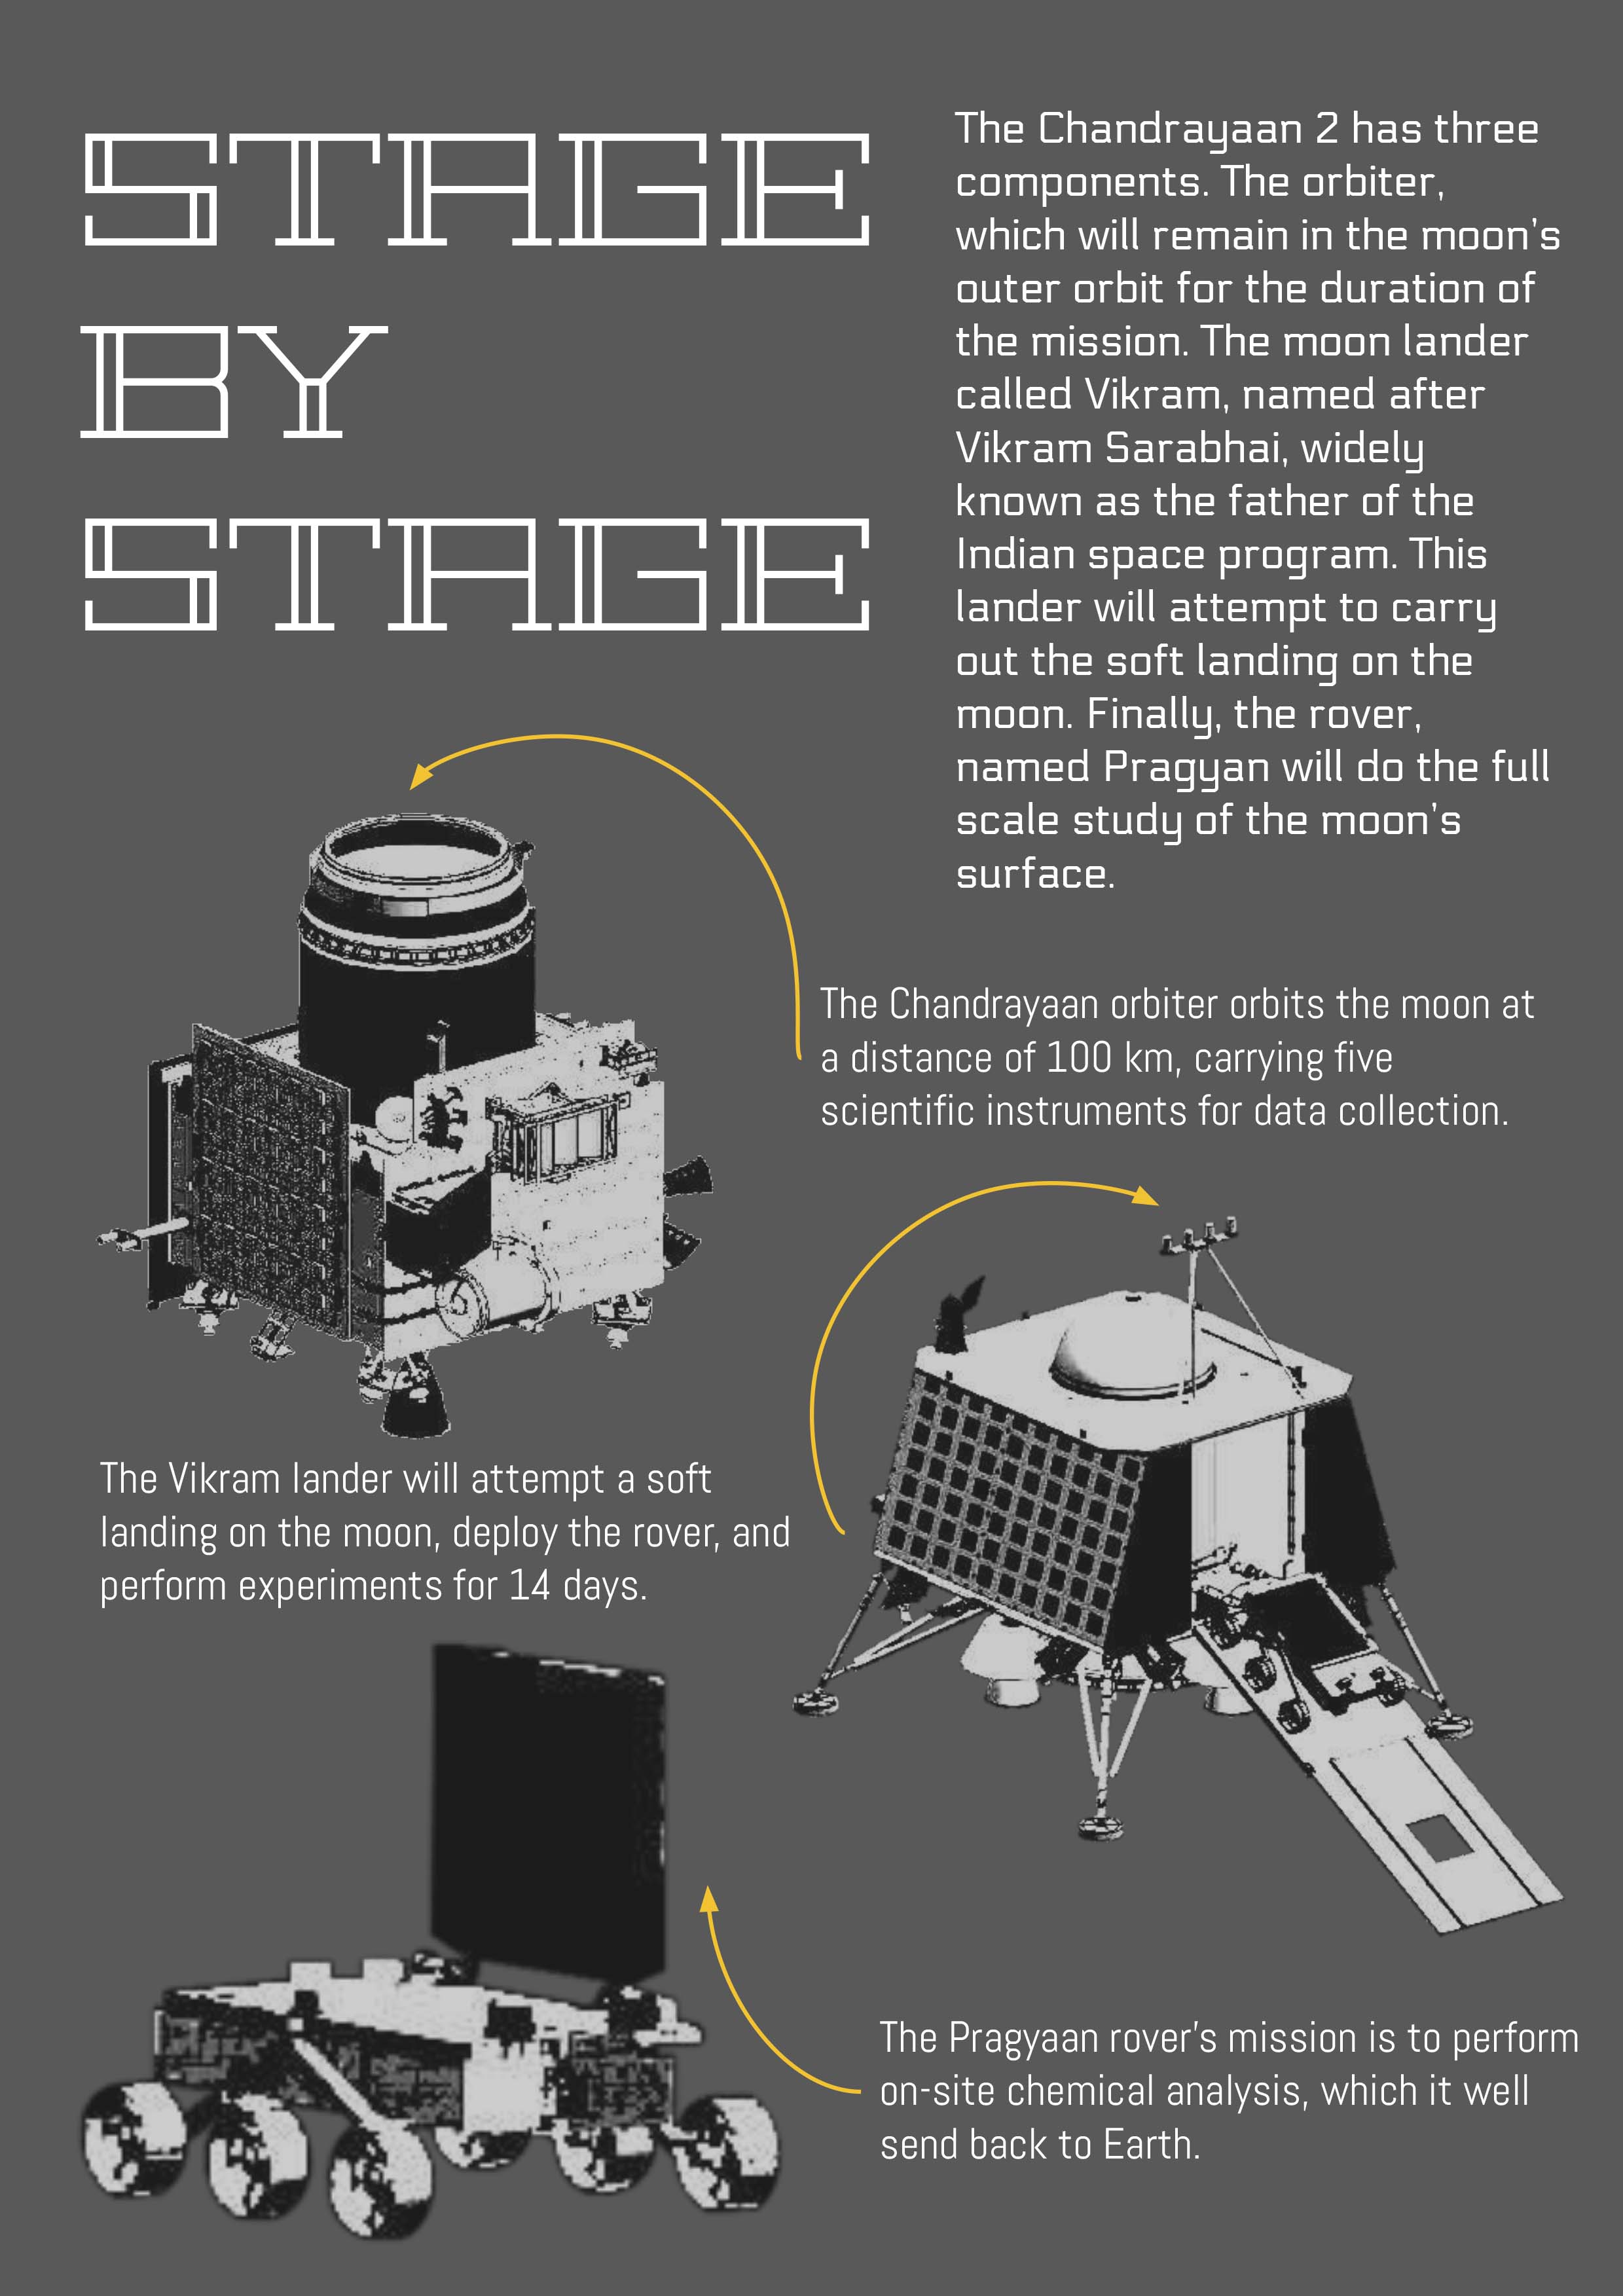 STAGE
BY
STAGE
The Chandrayaan 2 has three
components. The orbiter,
which will remain in the moon's
outer orbit for the duration of
the mission. The moon lander
called Vikram, named after
Vikram Sarabhai, widely
known as the father of the
Indian space program. This
lander will attempt to carry
out the soft landing on the
moon. Finally, the rover,
named Pragyan will do the full
scale study of the moon's
surface.
The Chandrayaan orbiter orbits the moon at
a distance of 100 km, carrying five
scientific instruments for data collection.
The Vikram lander will attempt a soft
landing on the moon, deploy the rover, and
perform experiments for 14 days.
The Pragyaan rover's mission is to perform
on-site chemical analysis, which it well
send back to Earth.